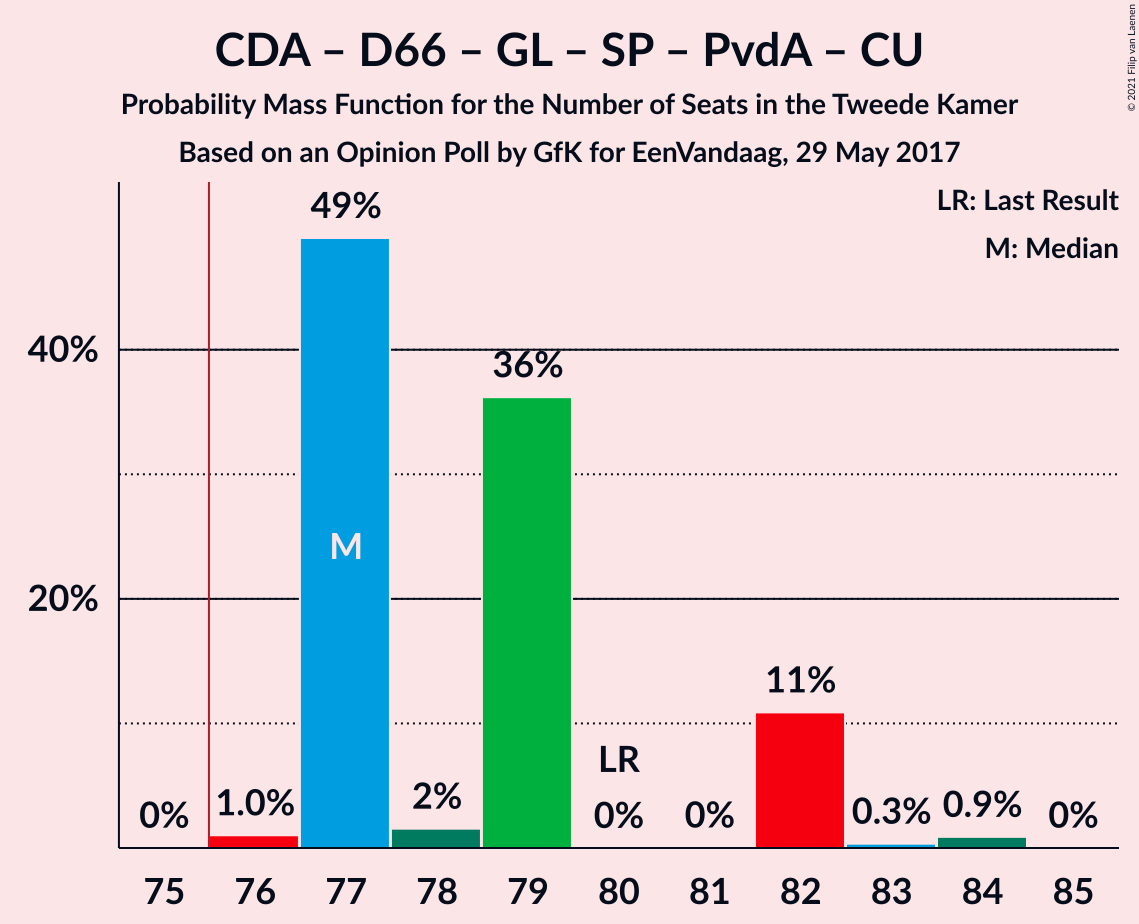 CDA – D66 – GL – SP – PvdA – CU
Probability Mass Function for the Number of Seats in the Tweede Kamer
Based on an Opinion Poll by GfK for EenVandaag, 29 May 2017
© 2021 Filip van Laenen
LR: Last Result
M: Median
49%
40%
36%
M
20%
11%
LR
0% 1.0% 2% 0% 0% 0.3% 0.9% 0%
75 76 77 78 79 80 81 82 83 84 85